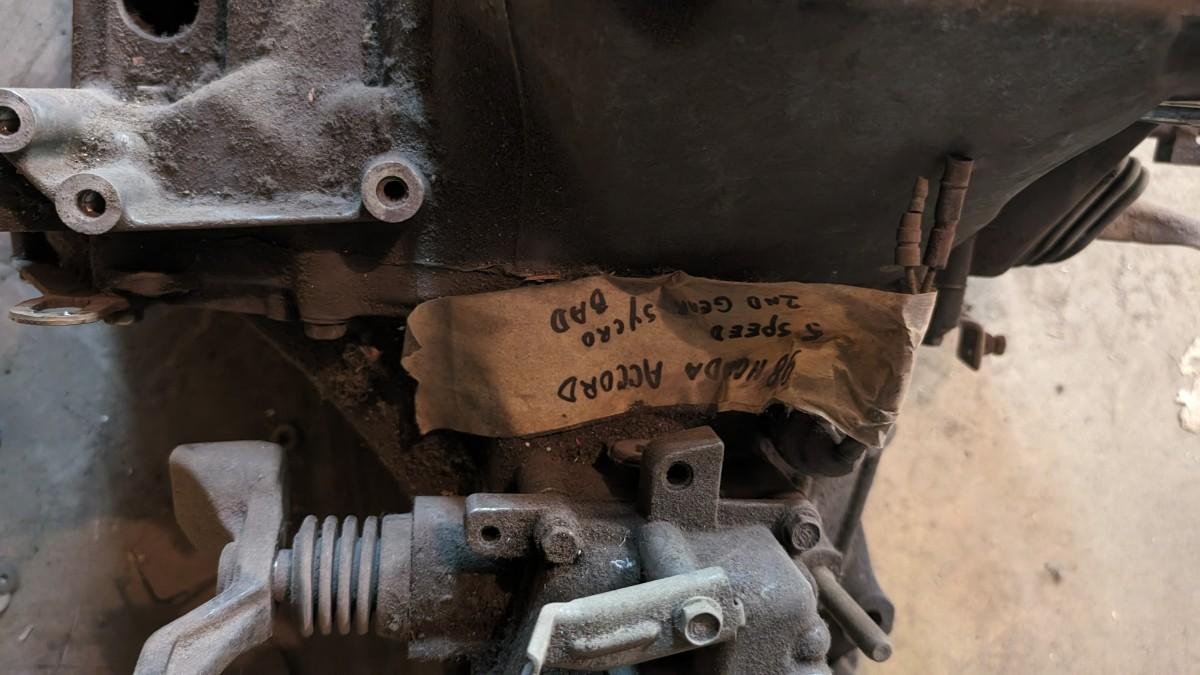 98 HONDA ACCORD
5 SPEED
2ND GEAR SYCRO
BAD